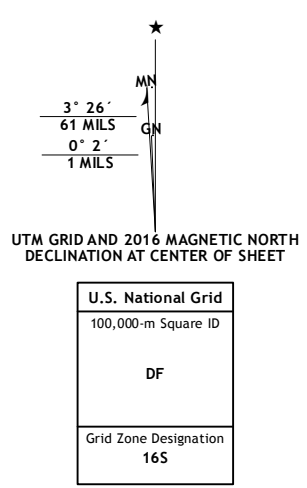 MN
3° 26´
61 MILS
GN
0° 2´
1 MILS
UTM GRID AND 2016 MAGNETIC NORTH
DECLINATION AT CENTER OF SHEET
U.S. National Grid
100,000-m Square ID
DF
Grid Zone Designation
16S